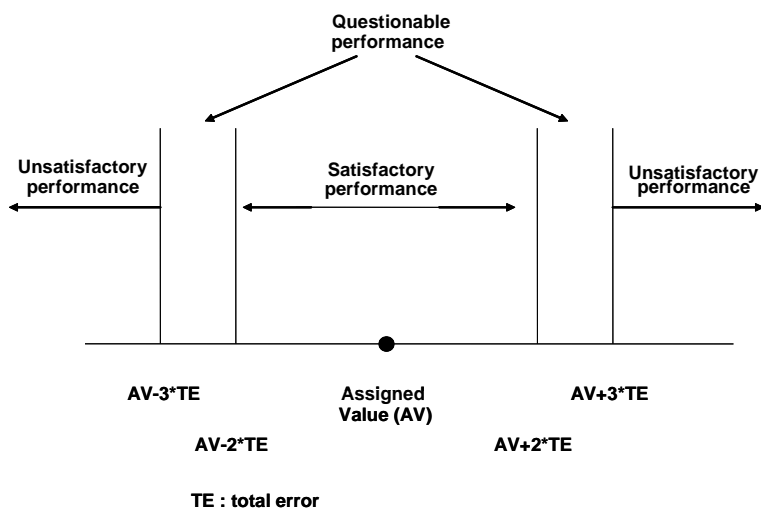 Questionable
performance
Unsatisfactory
performance
Satisfactory
performance
Unsatisfactory
performance
AV-3*TE
Assigned
Value (AV)
AV+3*TE
AV-2*TE
AV+2*TE
TE : total error